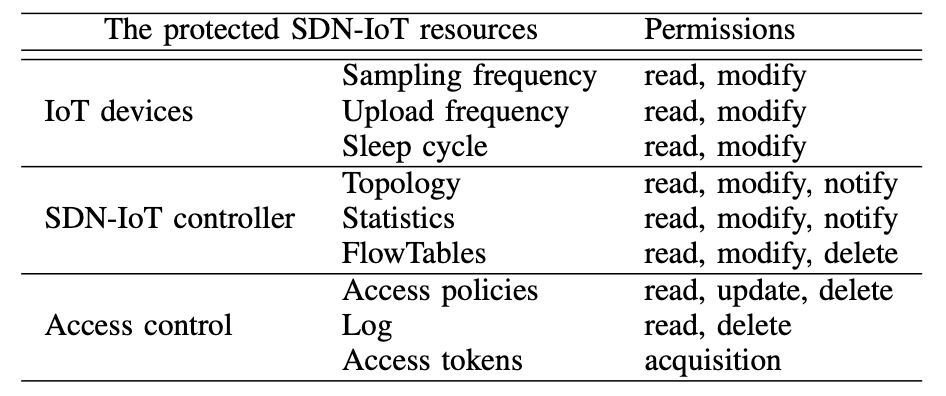 The protected SDN-IoT resources Permissions
Sampling frequency read, modify
IoT devices Upload frequency read, modify
Sleep cycle read, modify
Topology read, modify, notify
SDN-IoT controller Statistics read, modify, notify
FlowTables read, modify, delete
Access policies read, update, delete
Access control Log read, delete
Access tokens acquisition